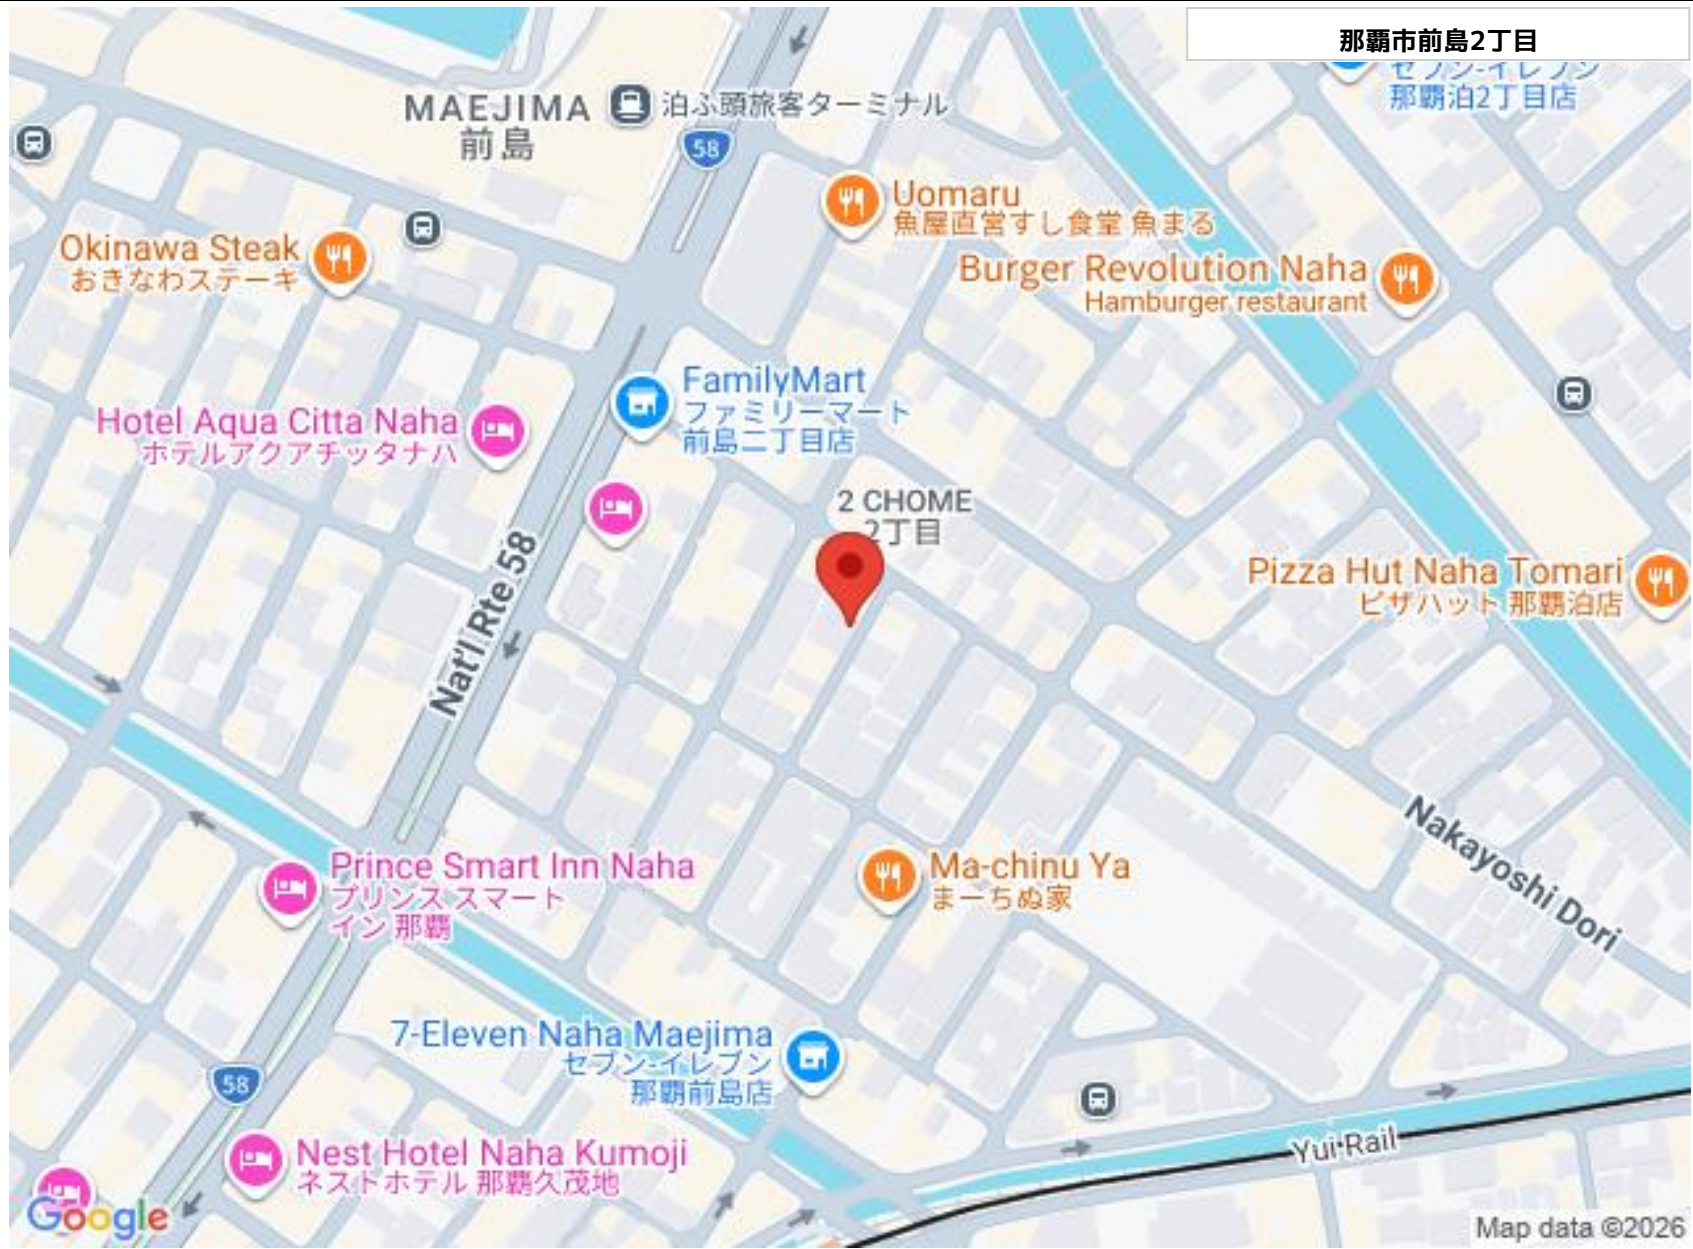 那覇市前島2丁目
セブン-イレブン
那覇泊2丁目店
MAEJIMA
前島
泊ふ頭旅客ターミナル
58
Uomaru
魚屋直営すし食堂 魚まる
Okinawa Steak
おきなわステーキ
Burger Revolution Naha
Hamburger restaurant
FamilyMart
ファミリーマート
前島二丁目店
Hotel Aqua Citta Naha
ホテルアクアチッタナハ
2 CHOME
2丁目
Nat'l Rte 58
Pizza Hut Naha Tomari
ピザハット 那覇泊店
Nakayoshi Dori
Prince Smart Inn Naha
プリンス スマート
イン 那覇
Ma-chinu Ya
まーちぬ家
7-Eleven Naha Maejima
セブン-イレブン
那覇前島店
58
Yui Rail
Nest Hotel Naha Kumoji
ネストホテル 那覇久茂地
Google
Map data ©2026